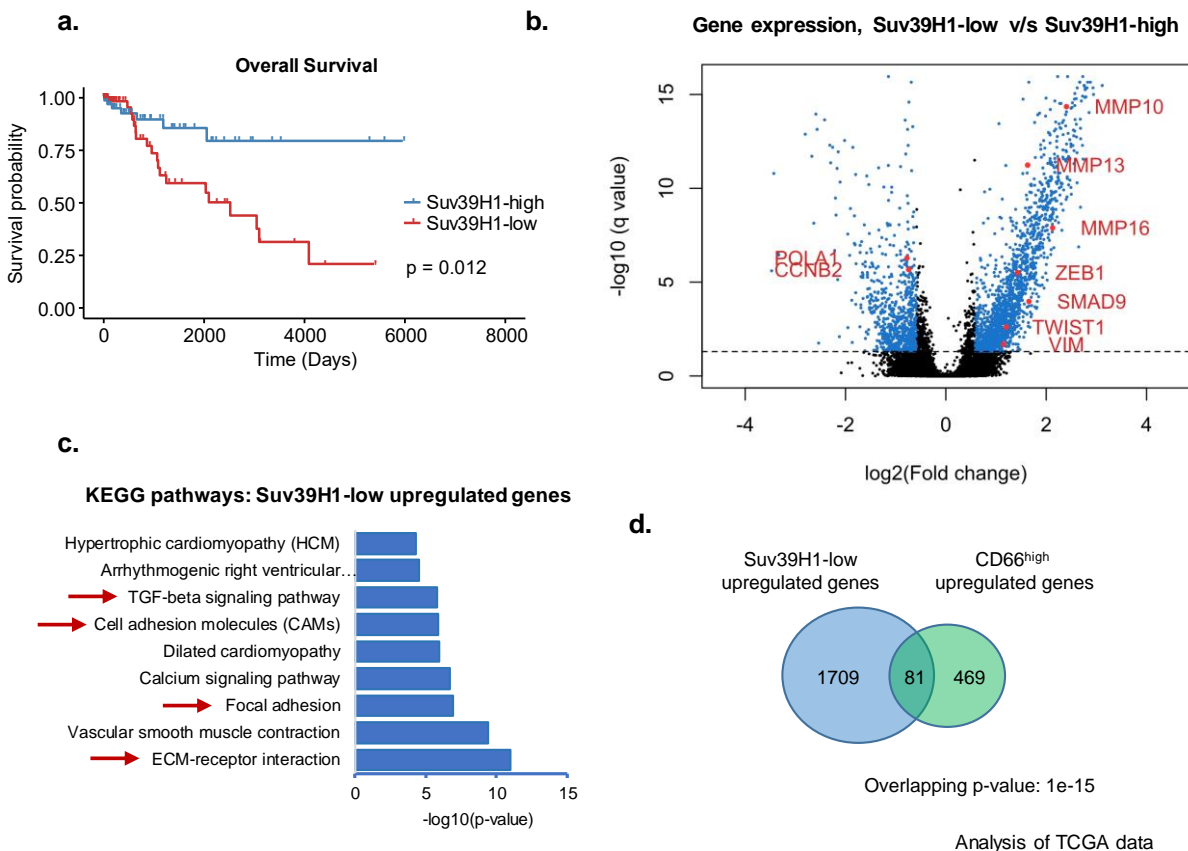 a.
Overall Survival
Survival probability
1.00
0.75
0.50
0.25
0.00
0
2000
4000
6000
8000
Time (Days)
Suv39H1-high
Suv39H1-low
p = 0.012
b.
Gene expression, Suv39H1-low v/s Suv39H1-high
-log10 (q value)
15
10
5
0
-4
-2
0
2
4
log2(Fold change)
MMP10
MMP13
MMP16
POLA1
CCNB2
ZEB1
SMAD9
TWIST1
VIM
c.
KEGG pathways: Suv39H1-low upregulated genes
Hypertrophic cardiomyopathy (HCM)
Arrhythmogenic right ventricular…
TGF-beta signaling pathway
Cell adhesion molecules (CAMs)
Dilated cardiomyopathy
Calcium signaling pathway
Focal adhesion
Vascular smooth muscle contraction
ECM-receptor interaction
0
5
10
15
-log10(p-value)
d.
Suv39H1-low
upregulated genes
CD66high
upregulated genes
1709
81
469
Overlapping p-value: 1e-15
Analysis of TCGA data